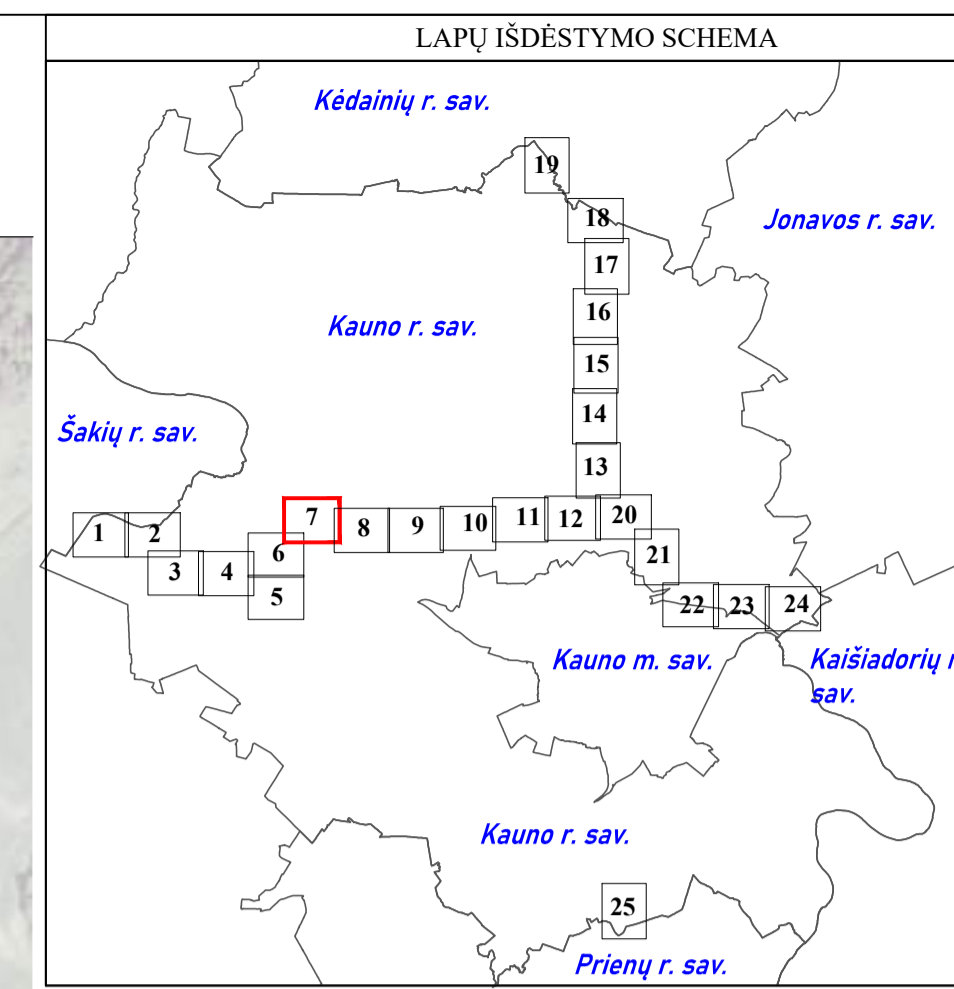 LAPŲ IŠDĖSTYMO SCHEMA
Kėdainių r. sav.
19
18
Jonavos r. sav.
17
16
Kauno r. sav.
15
14
Šakių r. sav.
13
7
20
11
12
10
9
8
1
2
6
21
3
4
5
22
23
24
Kauno m. sav.
Kaišiadorių r
sav.
Kauno r. sav.
25
Prienų r. sav.